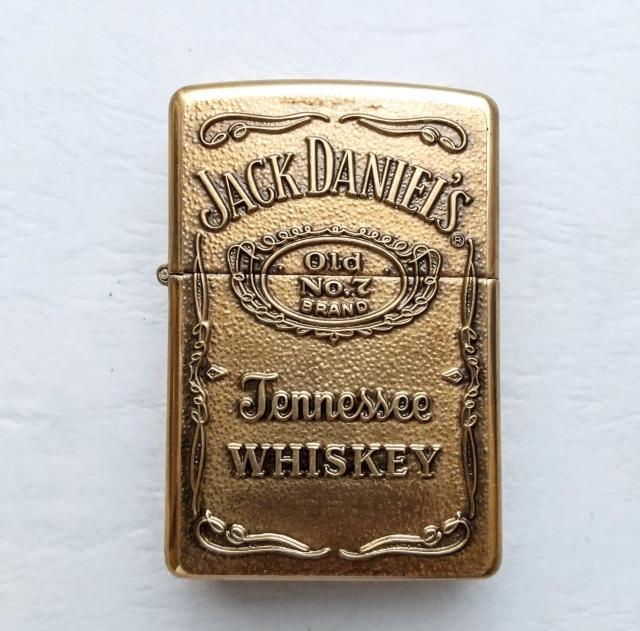 JACK DANIEL'S
®
Old
No.7
BRAND
Tennessee
WHISKEY